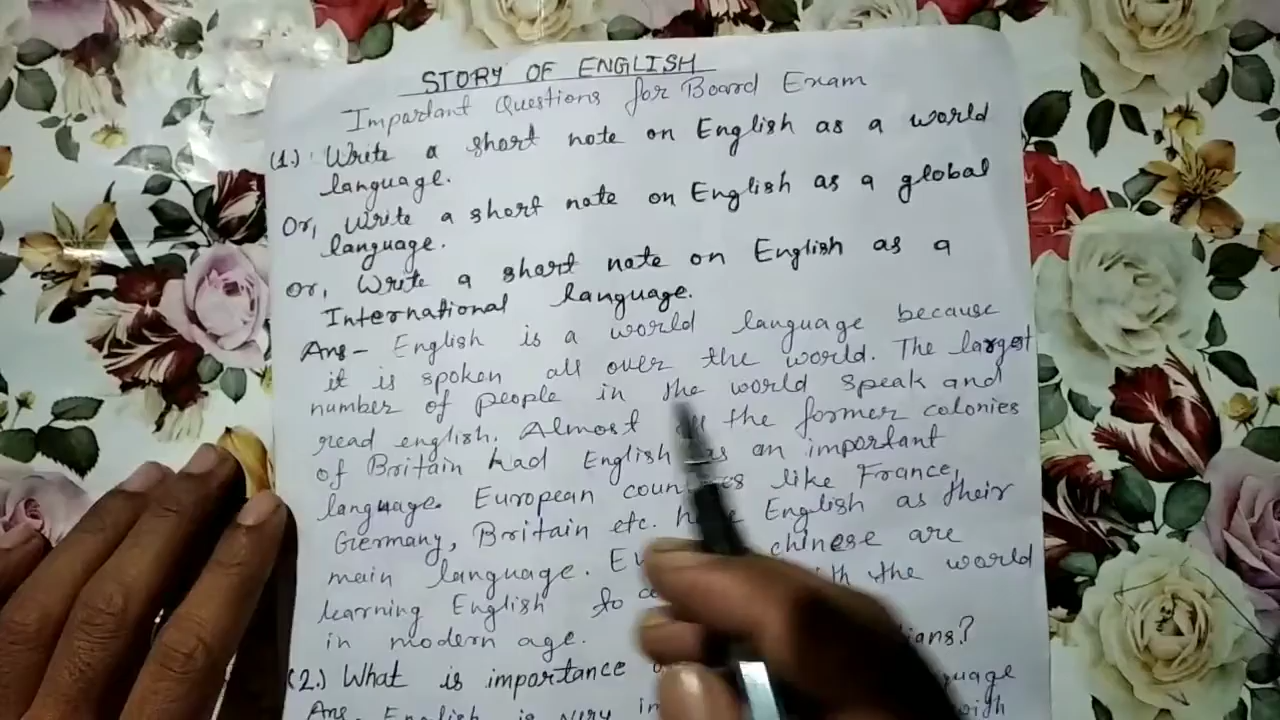 STORY OF ENGLISH
Important Questions for Board Exam
(1.) Write a short note on English as a world
language.
Or, Write a short note on English as a global
language.
Or, Write a short note on English as a
International language.
Ans- English is a world language because
it is spoken all over the world. The largest
number of people in the world speak and
read english. Almost the former colonies
of Britain had English as an important
language. European like France,
Germany, Britain etc. English as their
main language. chinese are
learning English to the world
in modern age.
(2.) What is importance
Ans English is very